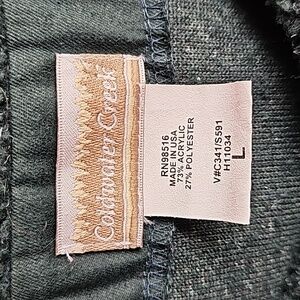 Coldwater Creek
RN98516
MADE IN USA
73% ACRYLIC
27% POLYESTER
V#C341/S591
H11034
L